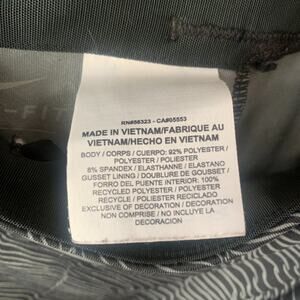 -FIT
RN#56323 - CA#05553
MADE IN VIETNAM/FABRIQUE AU
VIETNAM/HECHO EN VIETNAM
BODY / CORPS / CUERPO: 92% POLYESTER /
POLYESTER / POLIESTER
8% SPANDEX / ELASTHANNE / ELASTANO
GUSSET LINING / DOUBLURE DE GOUSSET /
FORRO DEL PUENTE INTERIOR: 100%
RECYCLED POLYESTER / POLYESTER
RECYCLE / POLIESTER RECICLADO
EXCLUSIVE OF DECORATION / DECORATION
NON COMPRISE / NO INCLUYE LA
DECORACION